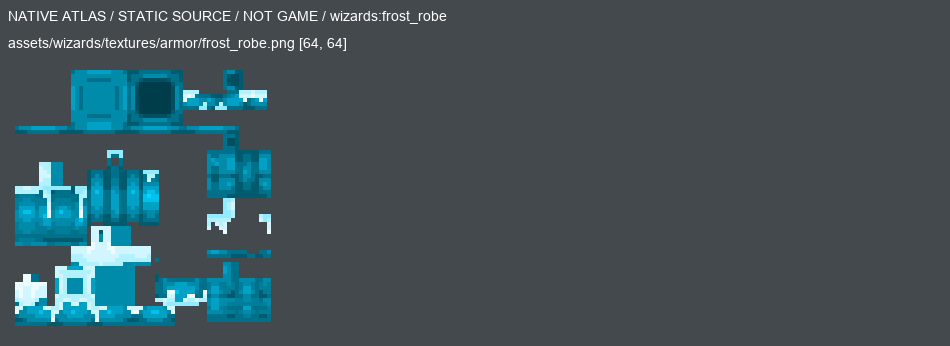 NATIVE ATLAS / STATIC SOURCE / NOT GAME / wizards:frost_robe
assets/wizards/textures/armor/frost_robe.png [64, 64]